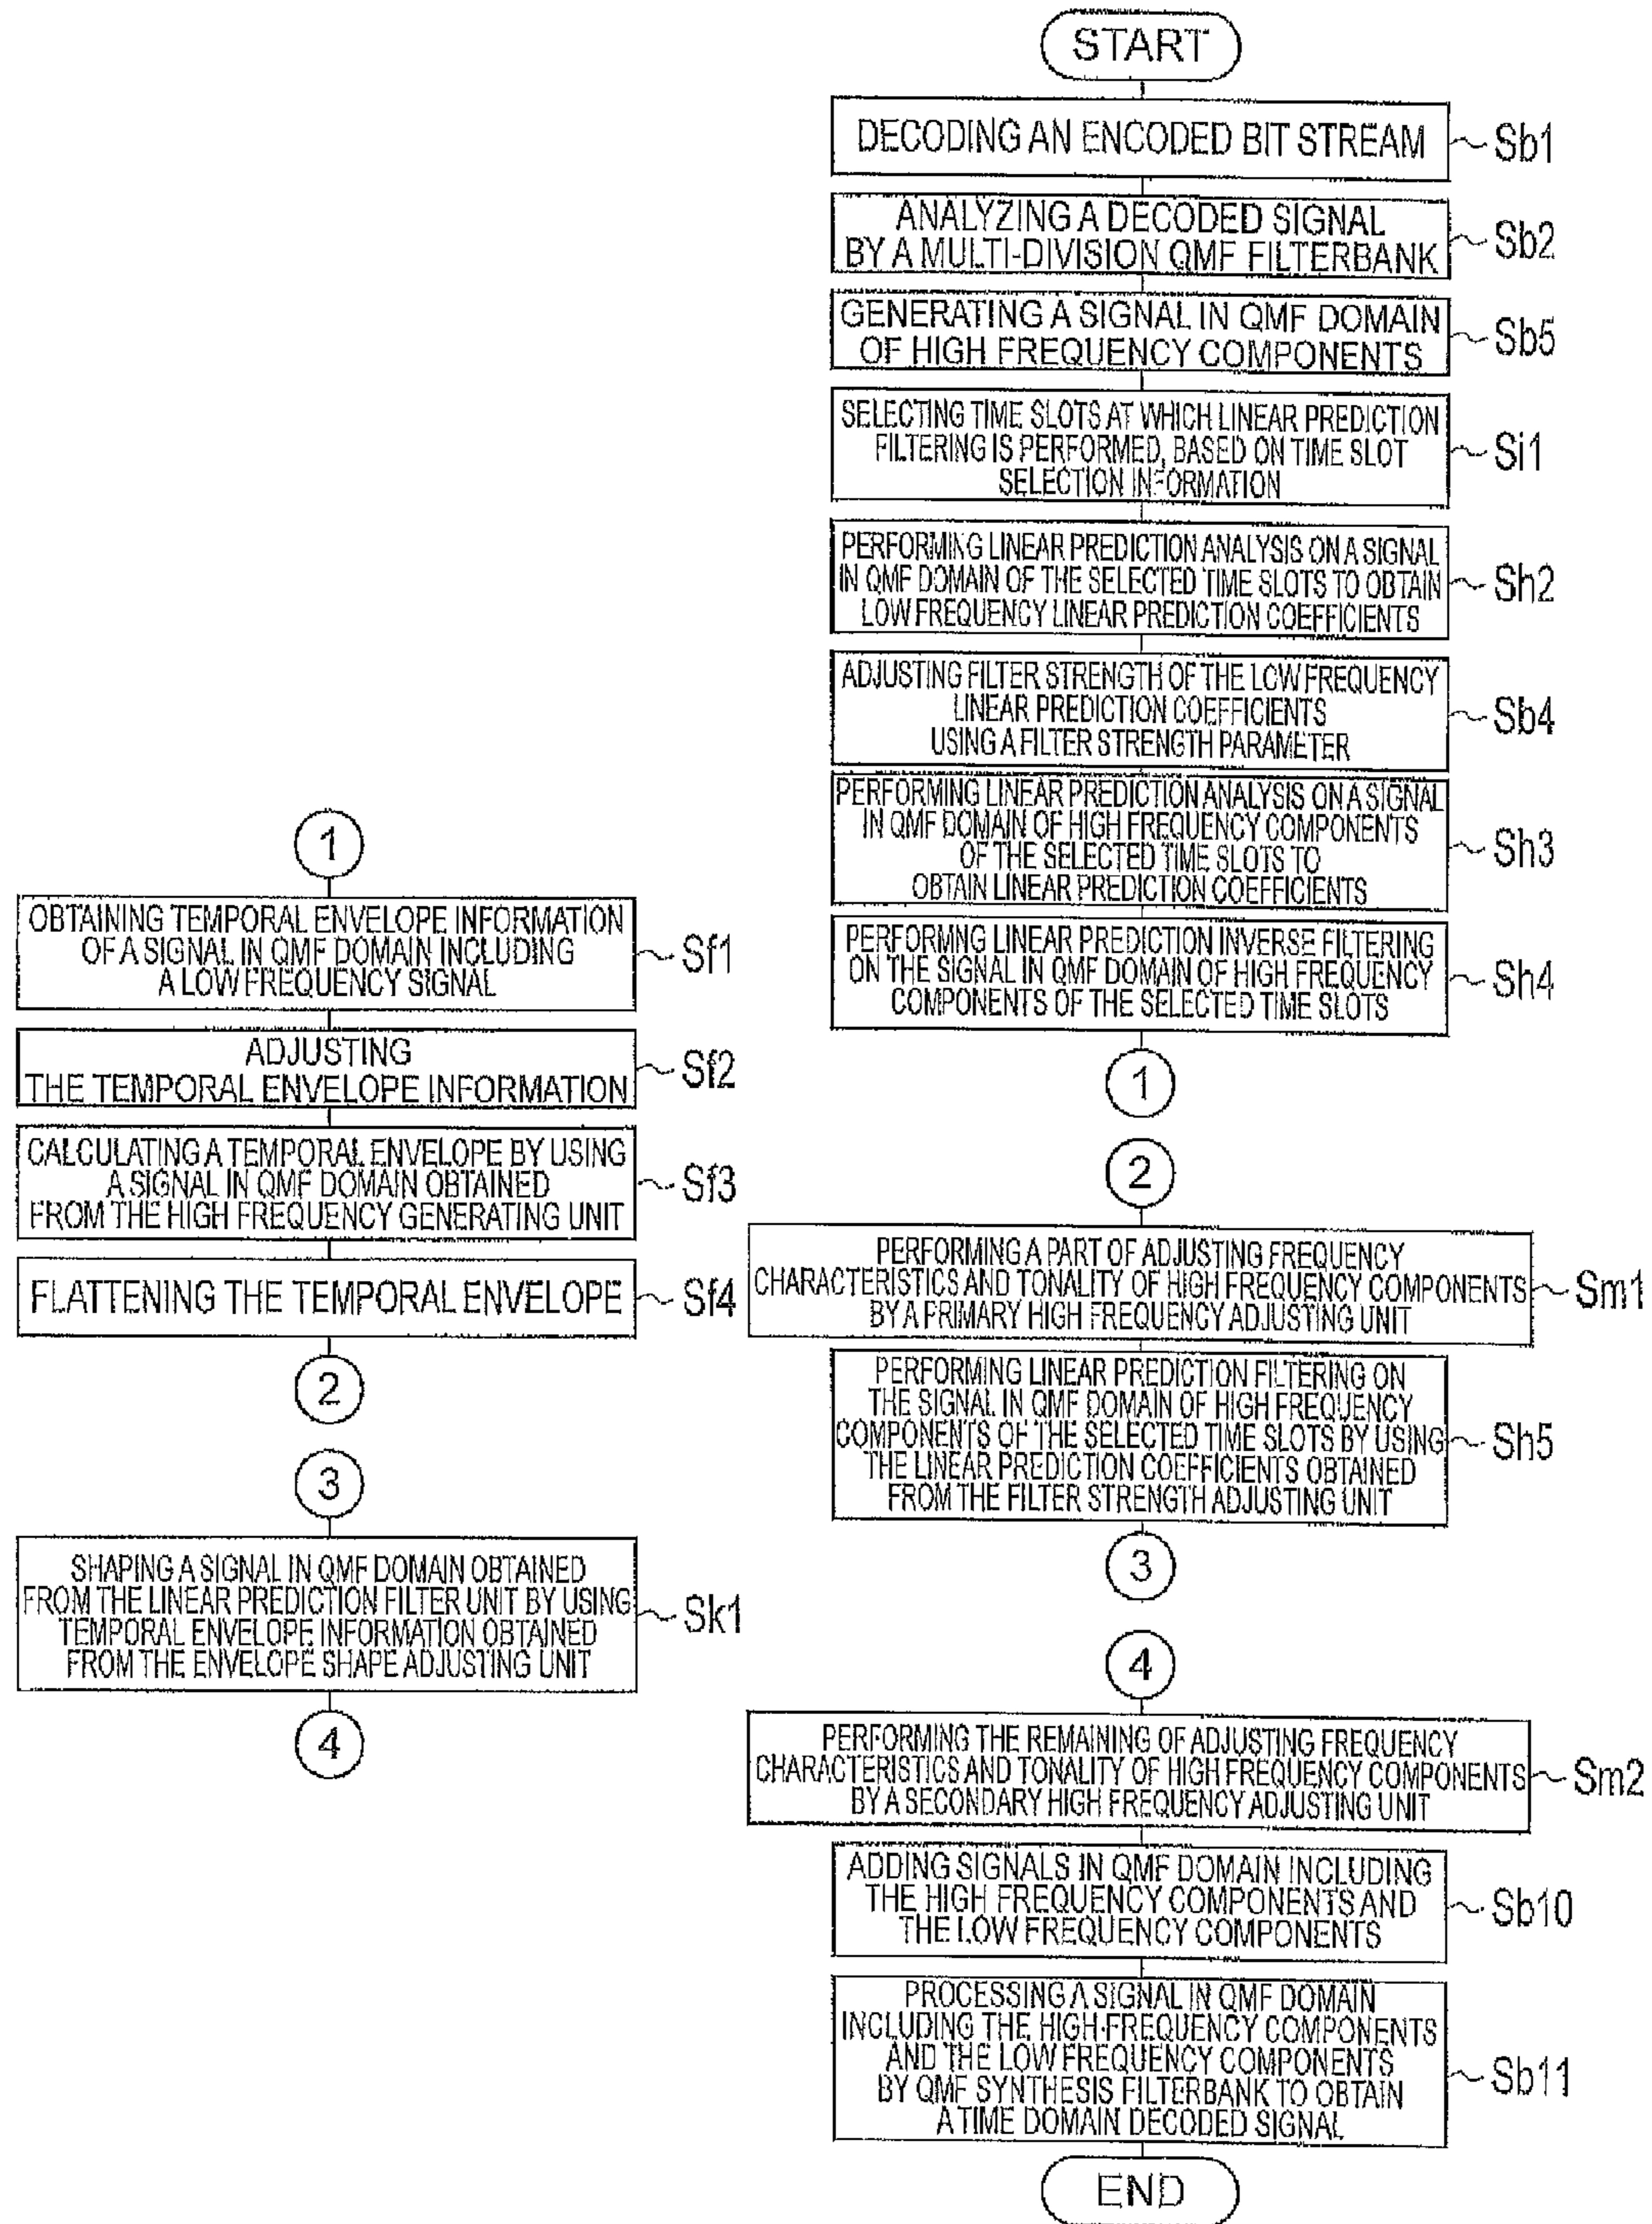 START
DECODING AN ENCODED BIT STREAM
Sb1
ANALYZING A DECODED SIGNAL
BY A MULTI-DIVISION QMF FILTERBANK
Sb2
GENERATING A SIGNAL IN QMF DOMAIN
OF HIGH FREQUENCY COMPONENTS
Sb5
SELECTING TIME SLOTS AT WHICH LINEAR PREDICTION
FILTERING IS PERFORMED, BASED ON TIME SLOT
SELECTION INFORMATION
Si1
PERFORMING LINEAR PREDICTION ANALYSIS ON A SIGNAL
IN QMF DOMAIN OF THE SELECTED TIME SLOTS TO OBTAIN
LOW FREQUENCY LINEAR PREDICTION COEFFICIENTS
Sh2
ADJUSTING FILTER STRENGTH OF THE LOW FREQUENCY
LINEAR PREDICTION COEFFICIENTS
USING A FILTER STRENGTH PARAMETER
Sb4
PERFORMING LINEAR PREDICTION ANALYSIS ON A SIGNAL
IN QMF DOMAIN OF HIGH FREQUENCY COMPONENTS
OF THE SELECTED TIME SLOTS TO
OBTAIN LINEAR PREDICTION COEFFICIENTS
Sh3
PERFORMNG LINEAR PREDICTION INVERSE FILTERING
ON THE SIGNAL IN QMF DOMAIN OF HIGH FREQUENCY
COMPONENTS OF THE SELECTED TIME SLOTS
Sh4
1
1
OBTAINING TEMPORAL ENVELOPE INFORMATION
OF A SIGNAL IN QMF DOMAIN INCLUDING
A LOW FREQUENCY SIGNAL
Sf1
ADJUSTING
THE TEMPORAL ENVELOPE INFORMATION
Sf2
CALCULATING A TEMPORAL ENVELOPE BY USING
A SIGNAL IN QMF DOMAIN OBTAINED
FROM THE HIGH FREQUENCY GENERATING UNIT
Sf3
FLATTENING THE TEMPORAL ENVELOPE
Sf4
2
2
PERFORMING A PART OF ADJUSTING FREQUENCY
CHARACTERISTICS AND TONALITY OF HIGH FREQUENCY COMPONENTS
BY A PRIMARY HIGH FREQUENCY ADJUSTING UNIT
Sm1
PERFORMING LINEAR PREDICTION FILTERING ON
THE SIGNAL IN QMF DOMAIN OF HIGH FREQUENCY
COMPONENTS OF THE SELECTED TIME SLOTS BY USING
THE LINEAR PREDICTION COEFFICIENTS OBTAINED
FROM THE FILTER STRENGTH ADJUSTING UNIT
Sh5
3
3
SHAPING A SIGNAL IN QMF DOMAIN OBTAINED
FROM THE LINEAR PREDICTION FILTER UNIT BY USING
TEMPORAL ENVELOPE INFORMATION OBTAINED
FROM THE ENVELOPE SHAPE ADJUSTING UNIT
Sk1
4
4
PERFORMING THE REMAINING OF ADJUSTING FREQUENCY
CHARACTERISTICS AND TONALITY OF HIGH FREQUENCY COMPONENTS
BY A SECONDARY HIGH FREQUENCY ADJUSTING UNIT
Sm2
ADDING SIGNALS IN QMF DOMAIN INCLUDING
THE HIGH FREQUENCY COMPONENTS AND
THE LOW FREQUENCY COMPONENTS
Sb10
PROCESSING A SIGNAL IN QMF DOMAIN
INCLUDING THE HIGH-FREQUENCY COMPONENTS
AND THE LOW FREQUENCY COMPONENTS
BY QMF SYNTHESIS FILTERBANK TO OBTAIN
A TIME DOMAIN DECODED SIGNAL
Sb11
END